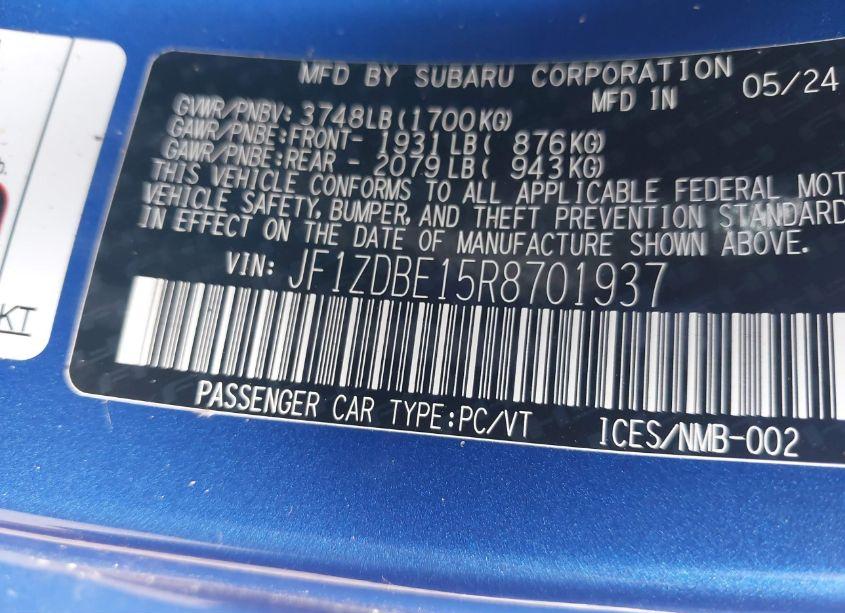 MFD BY SUBARU CORPORATION
MFD IN 05/24
GVWR/PNBV: 3748LB(1700KG)
GAWR/PNBE:FRONT- 1931LB( 876KG)
GAWR/PNBE:REAR - 2079LB( 943KG)
THIS VEHICLE CONFORMS TO ALL APPLICABLE FEDERAL MOT
VEHICLE SAFETY, BUMPER, AND THEFT PREVENTION STANDARD
IN EFFECT ON THE DATE OF MANUFACTURE SHOWN ABOVE.
VIN: JF1ZDBE15R8701937
PASSENGER CAR TYPE:PC/VT ICES/NMB-002
KT